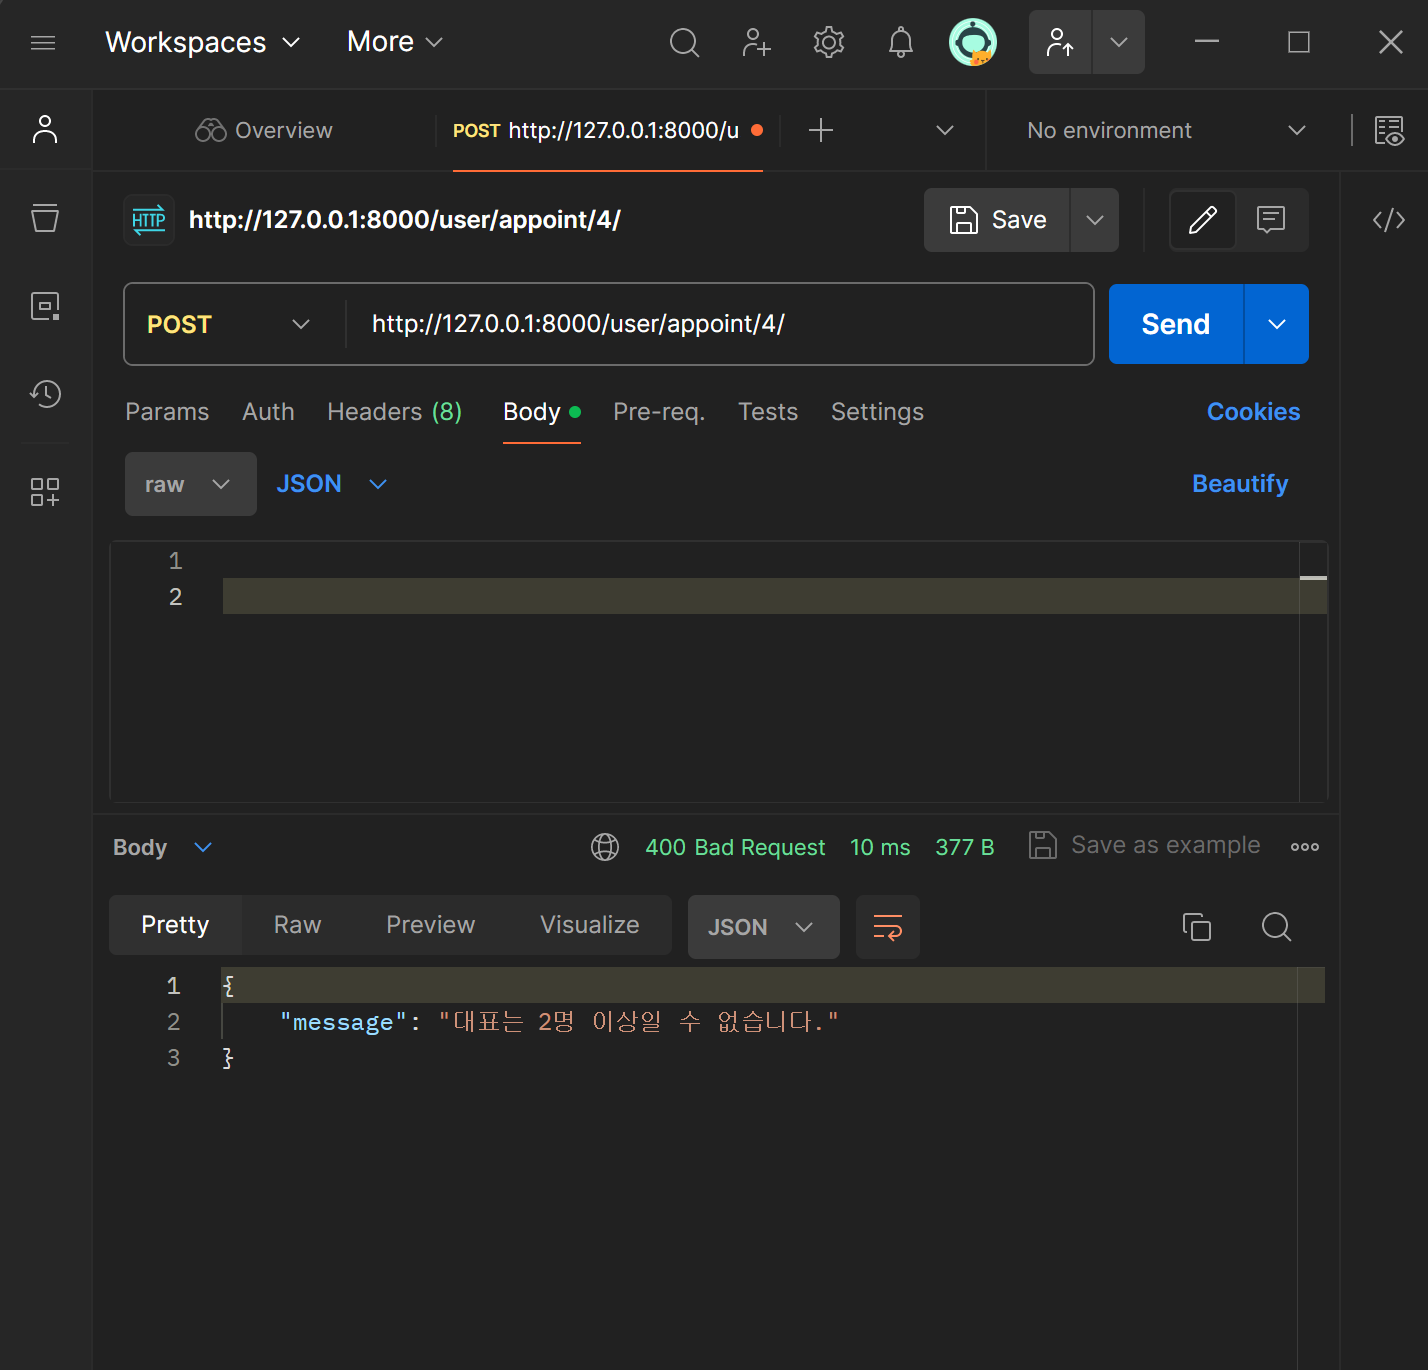 Workspaces More
Overview POST http://127.0.0.1:8000/u No environment
HTTP http://127.0.0.1:8000/user/appoint/4/ Save
POST http://127.0.0.1:8000/user/appoint/4/ Send
Params Auth Headers (8) Body Pre-req. Tests Settings Cookies
raw JSON Beautify
1
2
Body 400 Bad Request 10 ms 377 B Save as example
Pretty Raw Preview Visualize JSON
1 {
2 "message": "대표는 2명 이상일 수 없습니다."
3 }